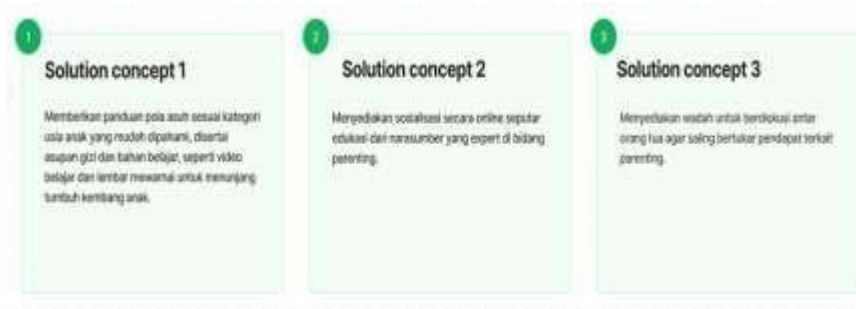 1
Solution concept 1
Memberikan panduan pola asuh sesuai kategori
usia anak yang mudah dipahami, disertai
asupan gizi dan bahan belajar, seperti video
belajar dan lembar mewarnai untuk menunjang
tumbuh kembang anak.
2
Solution concept 2
Menyediakan sosialisasi secara online seputar
edukasi dari narasumber yang expert di bidang
parenting.
3
Solution concept 3
Menyediakan wadah untuk berdiskusi antar
orang tua agar saling bertukar pendapat terkait
parenting.